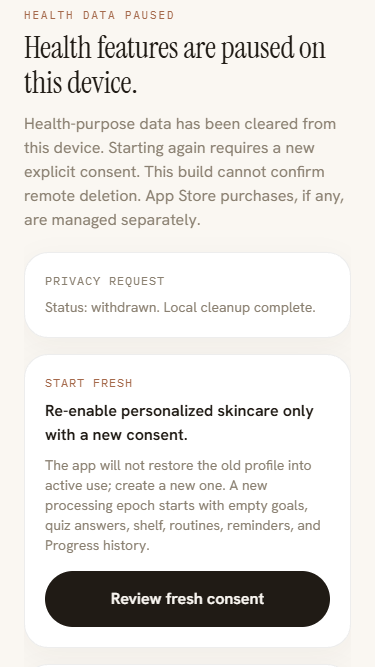 HEALTH DATA PAUSED
Health features are paused on
this device.
Health-purpose data has been cleared from
this device. Starting again requires a new
explicit consent. This build cannot confirm
remote deletion. App Store purchases, if any,
are managed separately.
PRIVACY REQUEST
Status: withdrawn. Local cleanup complete.
START FRESH
Re-enable personalized skincare only
with a new consent.
The app will not restore the old profile into
active use; create a new one. A new
processing epoch starts with empty goals,
quiz answers, shelf, routines, reminders, and
Progress history.
Review fresh consent